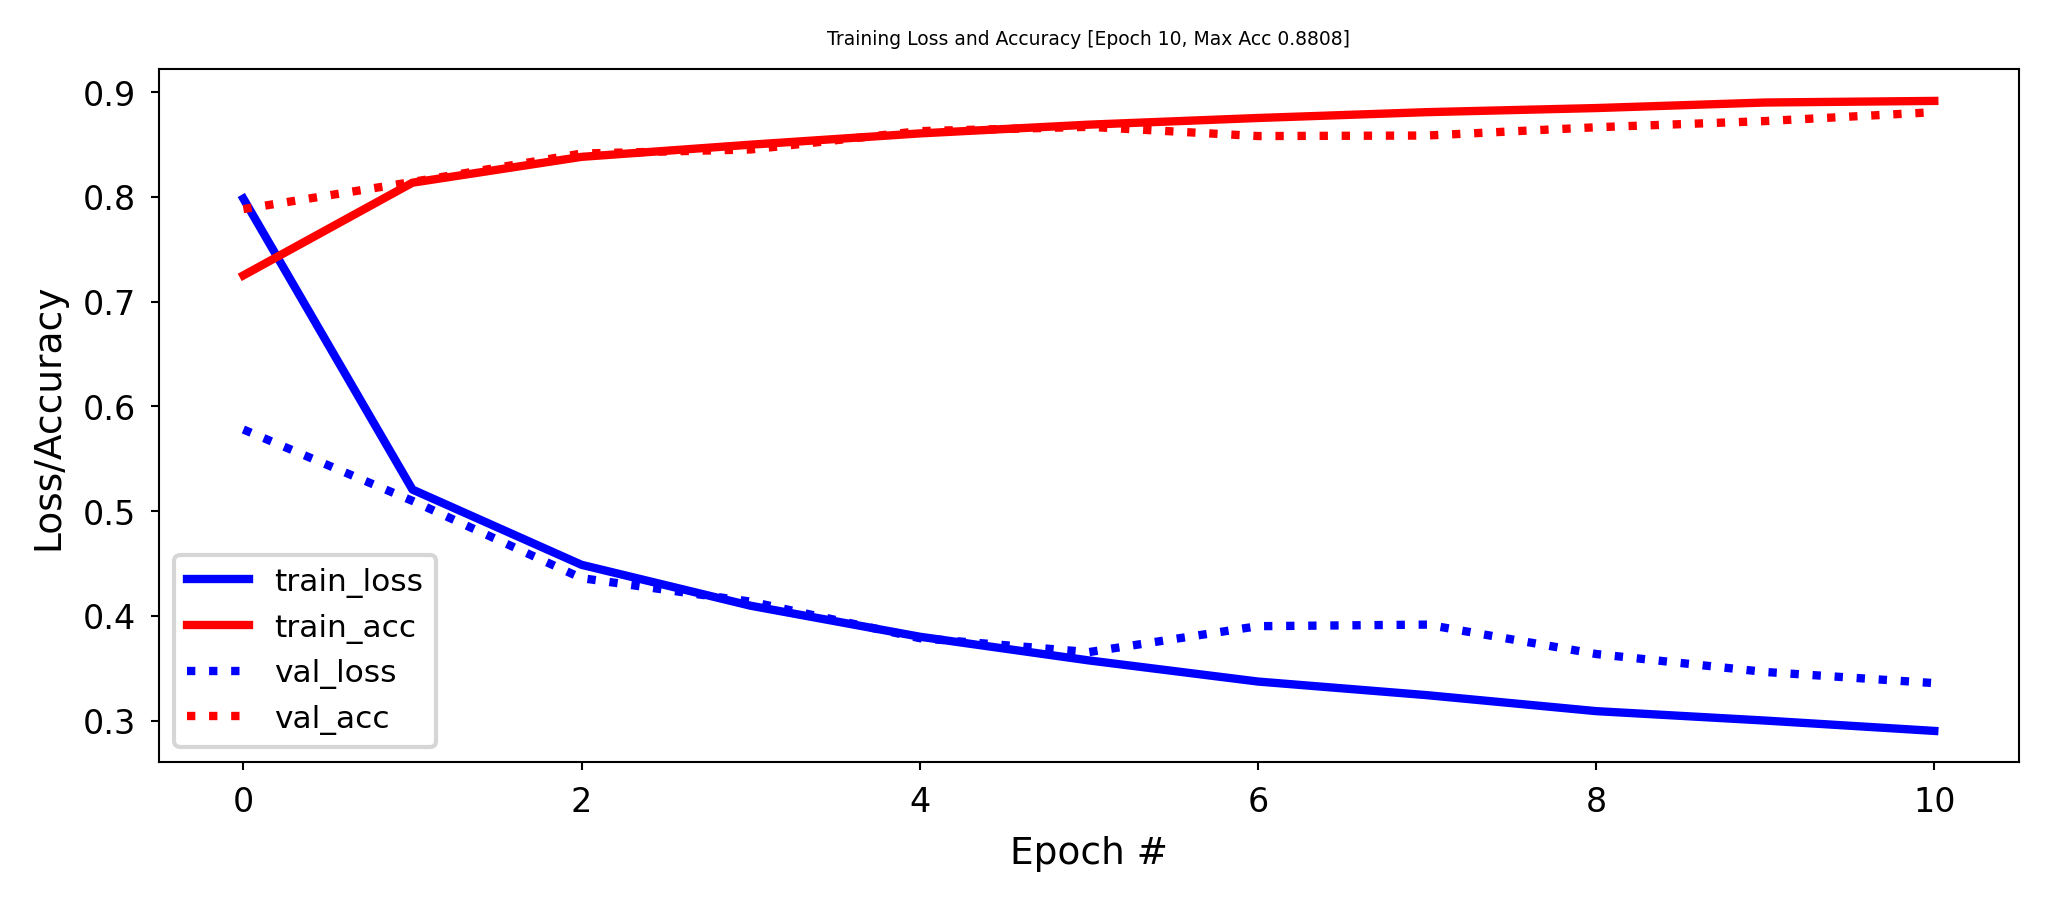 Training Loss and Accuracy [Epoch 10, Max Acc 0.8808]
0.9
0.8
0.7
0.6
0.5
0.4
0.3
Loss/Accuracy
train_loss
train_acc
val_loss
val_acc
0 2 4 6 8 10
Epoch #